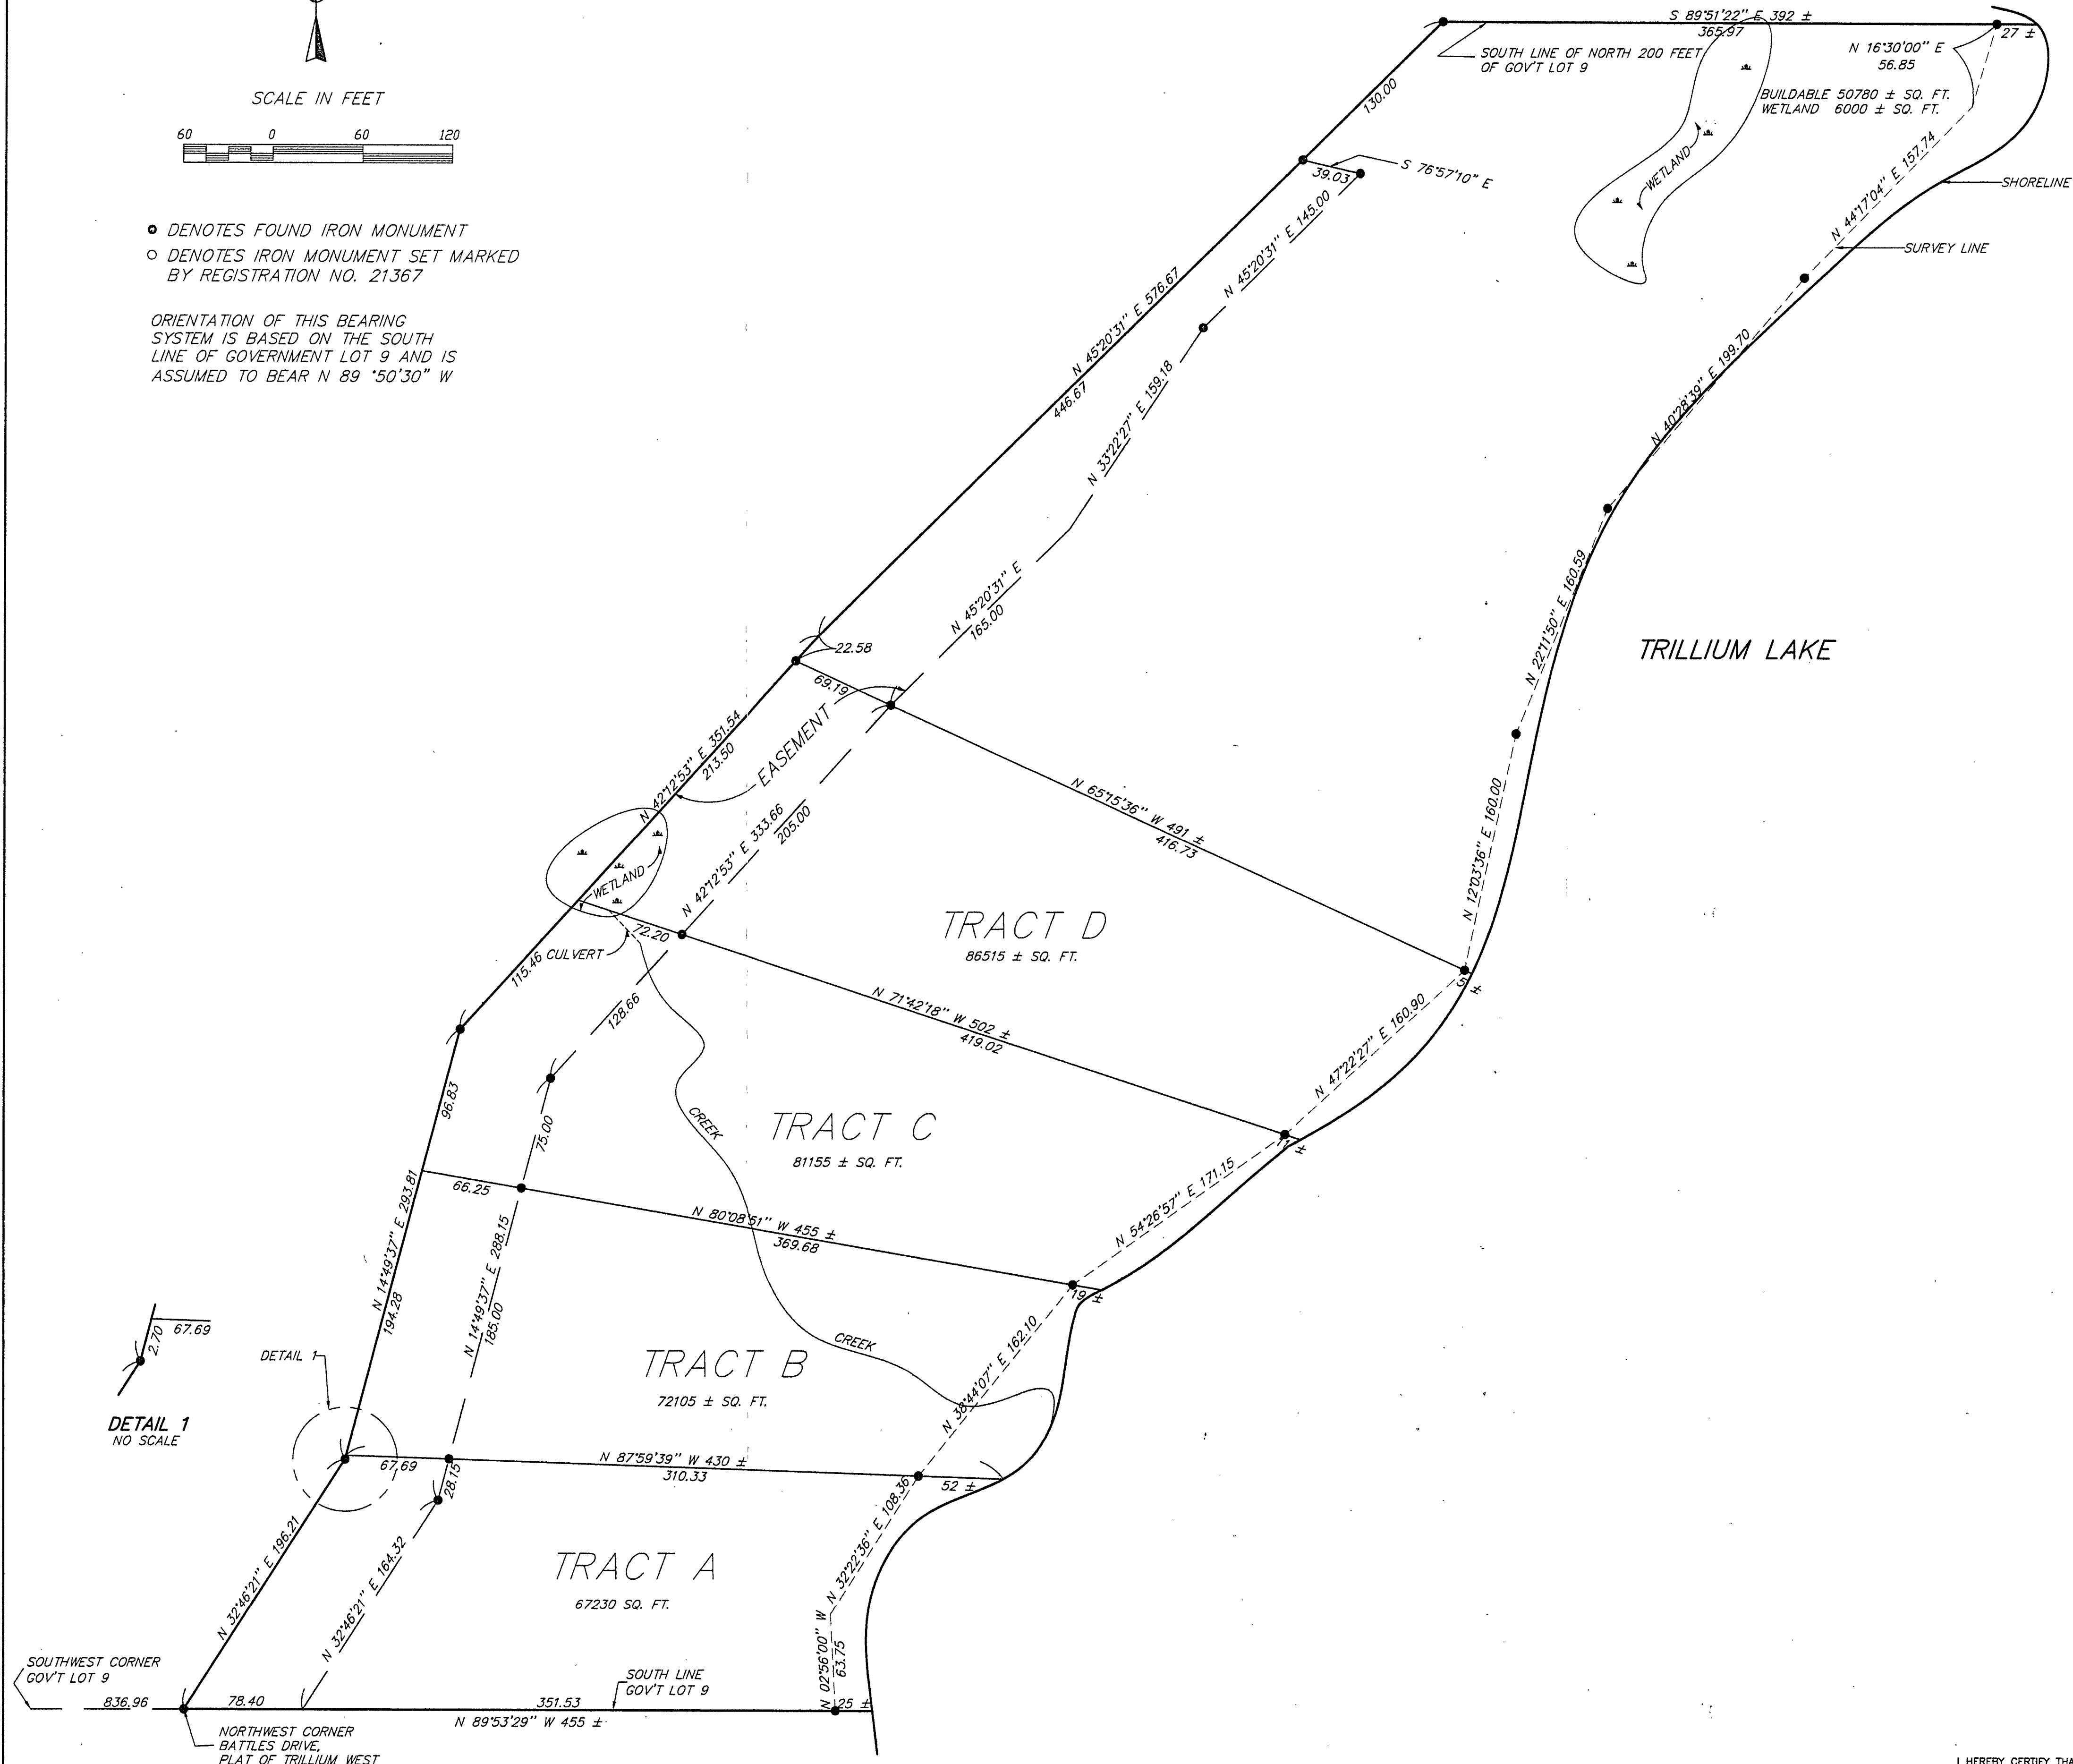 SCALE IN FEET
60 0 60 120
DENOTES FOUND IRON MONUMENT
DENOTES IRON MONUMENT SET MARKED
BY REGISTRATION NO. 21367
ORIENTATION OF THIS BEARING
SYSTEM IS BASED ON THE SOUTH
LINE OF GOVERNMENT LOT 9 AND IS
ASSUMED TO BEAR N 89 °50'30" W
S 89°51'22" E 392 ±
365.97
27 ±
SOUTH LINE OF NORTH 200 FEET
OF GOV'T LOT 9
N 16°30'00" E
56.85
BUILDABLE 50780 ± SQ. FT.
WETLAND 6000 ± SQ. FT.
130.00
WETLAND
N 44°17'04" E 157.74
SHORELINE
SURVEY LINE
39.03
S 76°57'10" E
N 45°20'31" E 145.00
N 45°20'31" E 576.67
446.67
N 33°22'27" E 159.18
N 40°28'39" E 199.70
N 45°20'31" E
165.00
N 22°11'50" E 160.59
TRILLIUM LAKE
22.58
69.19
EASEMENT
N 42°12'53" E 351.54
213.50
N 42°12'53" E 333.66
205.00
N 65°15'36" W 491 ±
416.73
N 12°03'36" E 160.00
WETLAND
CULVERT
72.20
115.46
TRACT D
86515 ± SQ. FT.
5 ±
N 71°42'18" W 502 ±
419.02
N 47°22'27" E 160.90
128.66
96.83
75.00
CREEK
TRACT C
81155 ± SQ. FT.
N 54°26'57" E 171.15
66.25
N 80°08'51" W 455 ±
369.68
19 ±
N 14°49'37" E 293.81
194.28
N 14°49'37" E 288.15
185.00
2.70
67.69
DETAIL 1
DETAIL 1
NO SCALE
CREEK
TRACT B
72105 ± SQ. FT.
N 38°44'07" E 162.10
67.69
N 87°59'39" W 430 ±
310.33
52 ±
28.15
N 32°46'21" E 196.21
N 32°46'21" E 164.32
TRACT A
67230 SQ. FT.
N 32°22'36" E 108.36
N 02°56'00" W
63.75
SOUTHWEST CORNER
GOV'T LOT 9
836.96
78.40
351.53
SOUTH LINE
GOV'T LOT 9
25 ±
N 89°53'29" W 455 ±
NORTHWEST CORNER
BATTLES DRIVE,
PLAT OF TRILLIUM WEST
I HEREBY CERTIFY THA